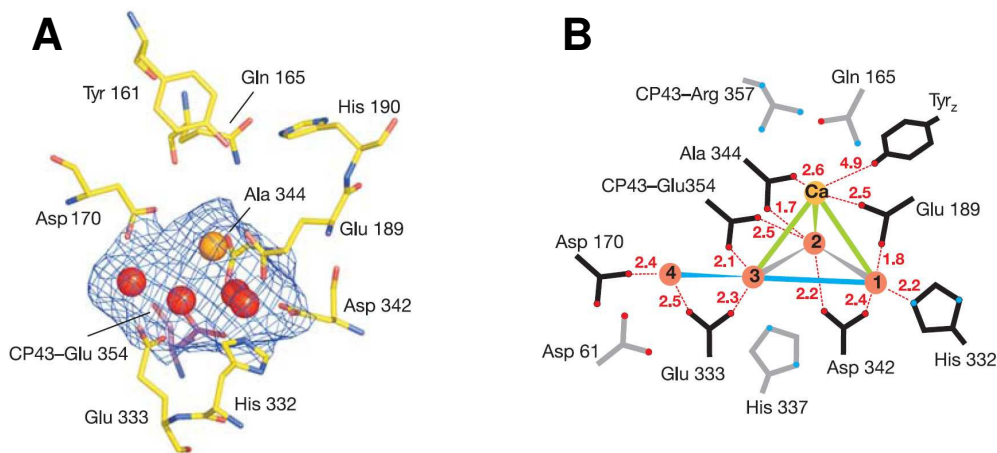 A
Tyr 161
Gln 165
His 190
Ala 344
Asp 170
Glu 189
Asp 342
CP43–Glu 354
Glu 333
His 332
B
CP43–Arg 357
Gln 165
Tyrz
Ala 344
2.6
4.9
Ca
CP43–Glu354
1.7
2.5
2.5
Glu 189
2
Asp 170
2.1
1.8
2.4
4
3
1
2.2
2.5
2.3
2.2
2.4
Asp 61
Glu 333
His 337
Asp 342
His 332